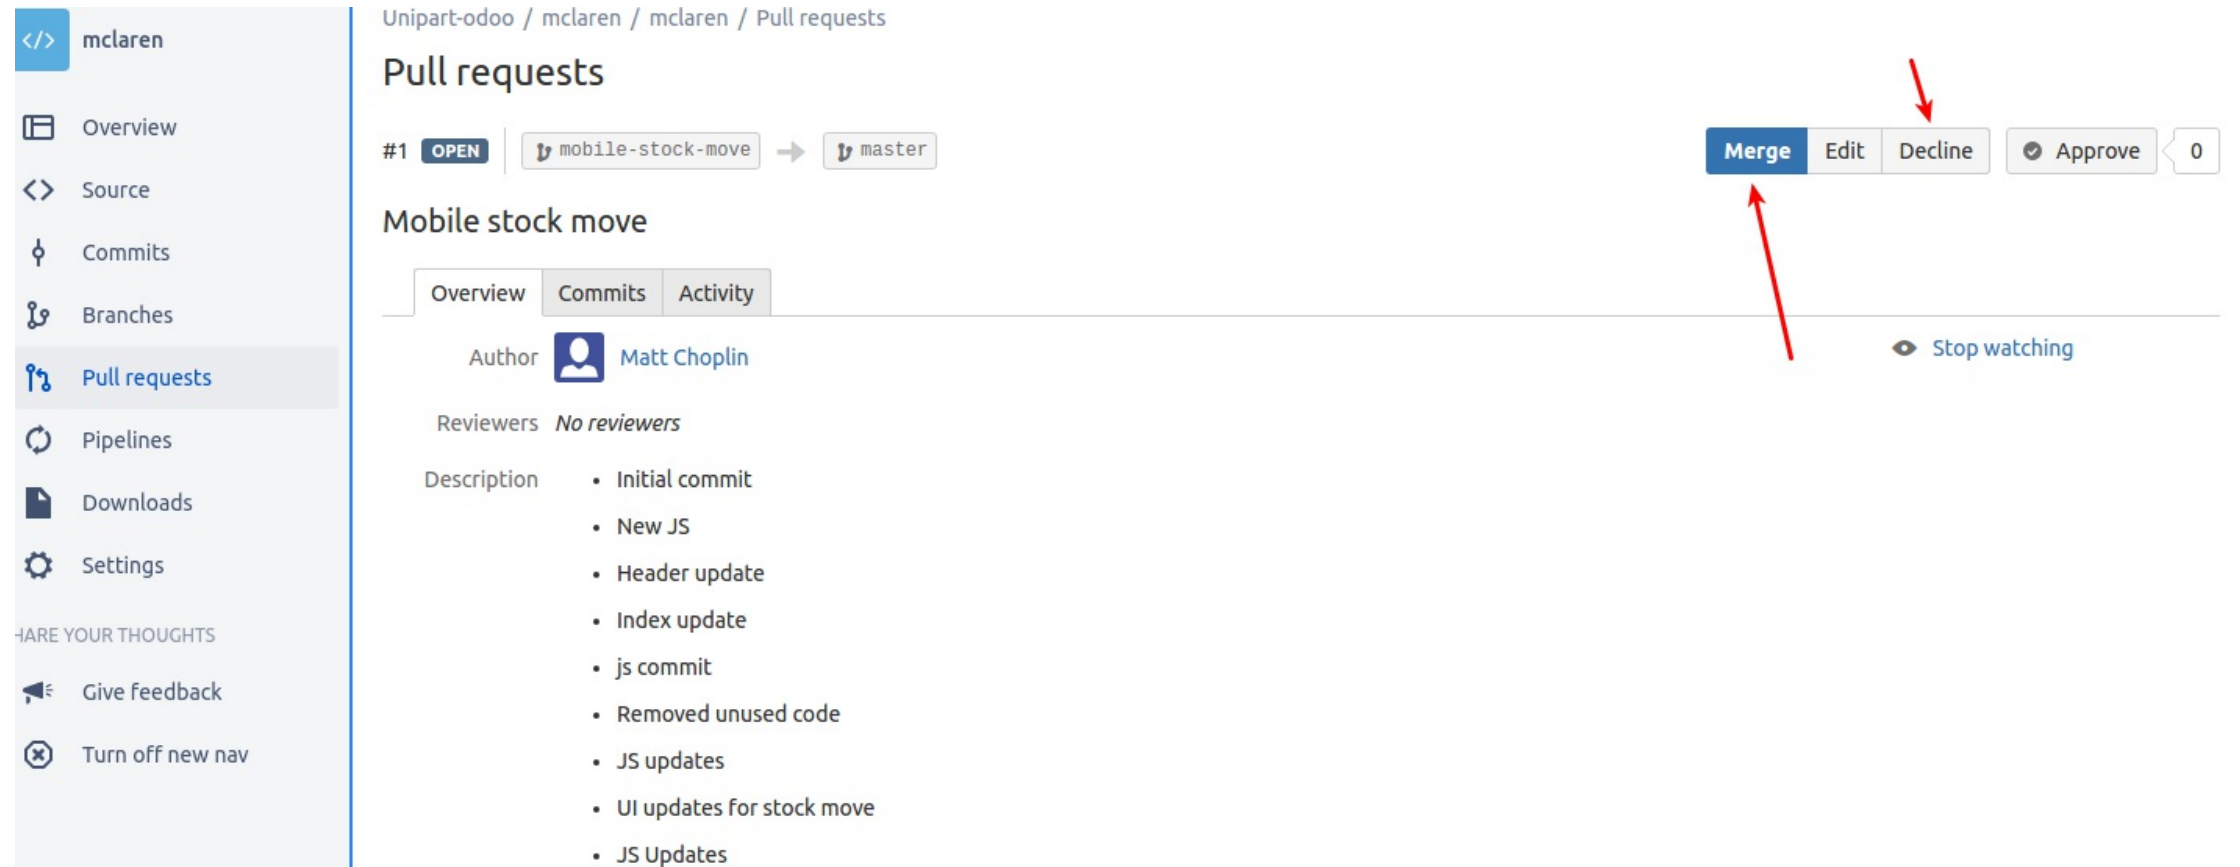 mclaren
Overview
Source
Commits
Branches
Pull requests
Pipelines
Downloads
Settings
HARE YOUR THOUGHTS
Give feedback
Turn off new nav
Unipart-odoo / mclaren / mclaren / Pull requests
Pull requests
#1 OPEN mobile-stock-move master Merge Edit Decline Approve 0
Mobile stock move
Overview Commits Activity
Author Matt Choplin Stop watching
Reviewers No reviewers
Description • Initial commit
• New JS
• Header update
• Index update
• js commit
• Removed unused code
• JS updates
• UI updates for stock move
• JS Updates